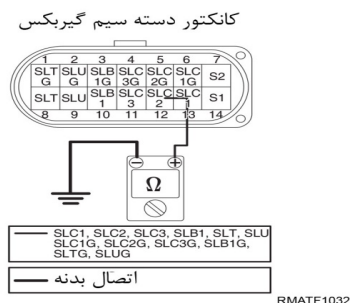 کانکتور دسته سیم گیربکس
1 2 3 4 5 6 7
SLT G SLU G SLB 1G SLC 3G SLC 2G SLC 1G S2
SLT SLU SLB 1 SLC 3 SLC 2 SLC 1 S1
8 9 10 11 12 13 14
Ω
SLC1, SLC2, SLC3, SLB1, SLT, SLU
SLC1G, SLC2G, SLC3G, SLB1G,
SLTG, SLUG
اتصال بدنه
RMATE1032